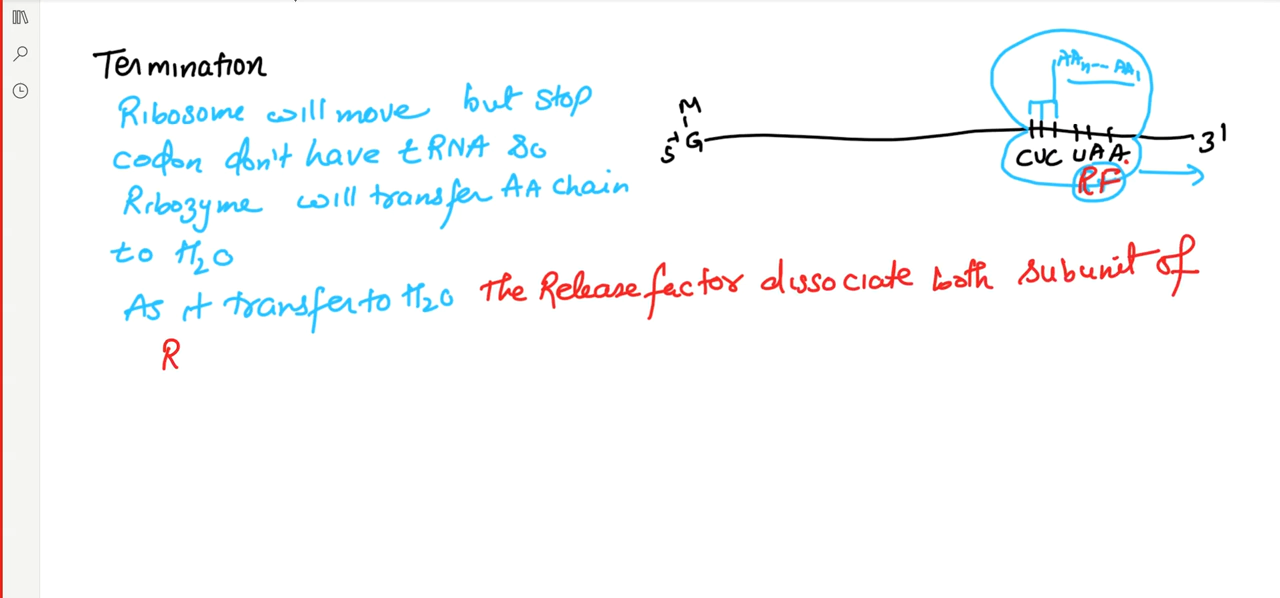 Termination
Ribosome will move but stop
codon don't have tRNA so
Ribozyme will transfer AA chain
to H2O
As it transfer to H2O The Release factor dissociate both subunit of
R
M
5' G
AAn--- AA1
CUC UAA
RF
3'